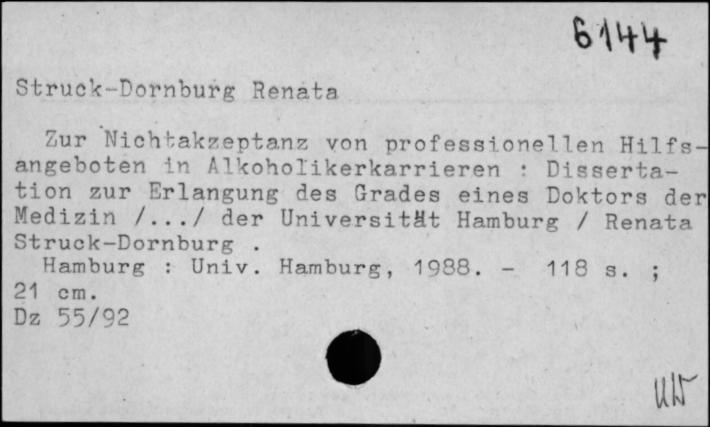 6144
Struck-Dornburg Renata
Zur Nichtakzeptanz von professionellen Hilfs-
angeboten in Alkoholikerkarrieren : Disserta-
tion zur Erlangung des Grades eines Doktors der
Medizin /.../ der Universität Hamburg / Renata
Struck-Dornburg .
Hamburg : Univ. Hamburg, 1988. - 118 s. ;
21 cm.
Dz 55/92